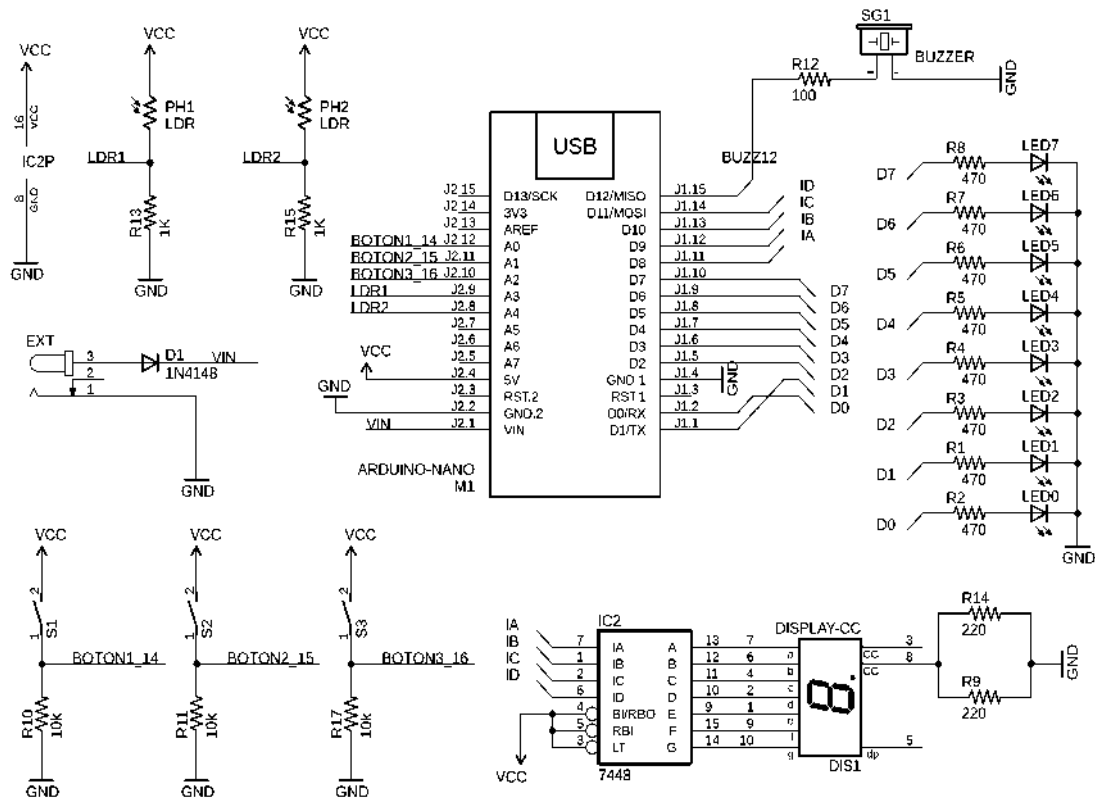 VCC
16
VCC
IC2P
8
GND
GND
VCC
PH1
LDR
LDR1
R13
1K
GND
VCC
PH2
LDR
LDR2
R15
1K
GND
SG1
BUZZER
R12
100
GND
BUZZ12
USB
J2.15 D13/SCK D12/MISO J1.15
J2.14 3V3 D11/MOSI J1.14 ID
J2.13 AREF D10 J1.13 IC
BOTON1_14 J2.12 A0 D9 J1.12 IB
BOTON2_15 J2.11 A1 D8 J1.11 IA
BOTON3_16 J2.10 A2 D7 J1.10
LDR1 J2.9 A3 D6 J1.9 D7
LDR2 J2.8 A4 D5 J1.8 D6
J2.7 A5 D4 J1.7 D5
J2.6 A6 D3 J1.6 D4
J2.5 A7 D2 J1.5 D3
VCC J2.4 5V GND 1 J1.4 GND D2
J2.3 RST.2 RST 1 J1.3 D1
GND J2.2 GND.2 D0/RX J1.2 D0
VIN J2.1 VIN D1/TX J1.1
ARDUINO-NANO
M1
EXT
3
2
1
D1
1N4148
VIN
GND
D7 R8 470 LED7
D6 R7 470 LED6
D5 R6 470 LED5
D4 R5 470 LED4
D3 R4 470 LED3
D2 R3 470 LED2
D1 R1 470 LED1
D0 R2 470 LED0
GND
VCC
2
1
S1
BOTON1_14
R10
10k
GND
VCC
2
1
S2
BOTON2_15
R11
10k
GND
VCC
2
1
S3
BOTON3_16
R17
10k
GND
IC2
IA 7 IA A 13 7 a
IB 1 IB B 12 6 b
IC 2 IC C 11 4 c
ID 6 ID D 10 2 d
4 BI/RBO E 9 1 e
5 RBI F 15 9 f
3 LT G 14 10 g
VCC
7448
DISPLAY-CC
CC 3
CC 8
dp 5
DIS1
R14
220
R9
220
GND